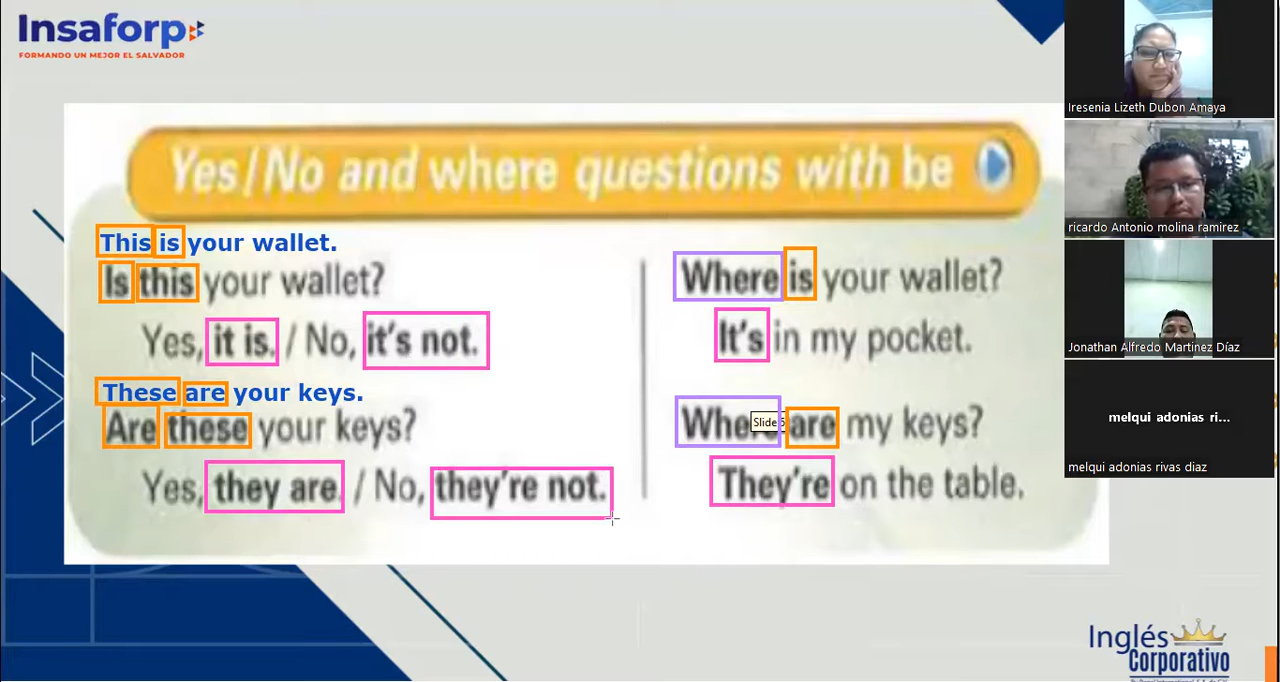 Insaforp
FORMANDO UN MEJOR EL SALVADOR
Yes/No and where questions with be
This is your wallet.
Is this your wallet?
Yes, it is. / No, it's not.
These are your keys.
Are these your keys?
Yes, they are. / No, they're not.
Where is your wallet?
It's in my pocket.
Where are my keys?
Slide
They're on the table.
Iresenia Lizeth Dubon Amaya
ricardo Antonio molina ramirez
Jonathan Alfredo Martinez Díaz
melqui adonias ri...
melqui adonias rivas diaz
Inglés
Corporativo